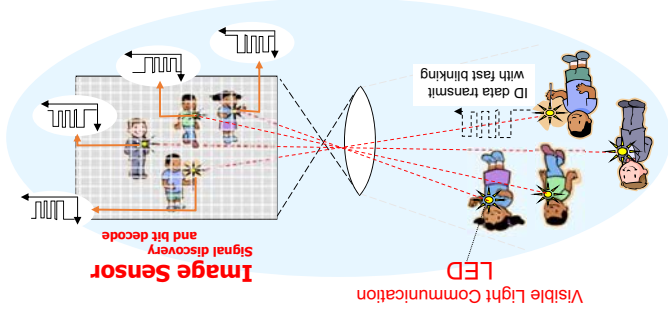 Visible Light Communication
LED
Image Sensor
Signal discovery
and bit decode
ID data transmit
with fast blinking